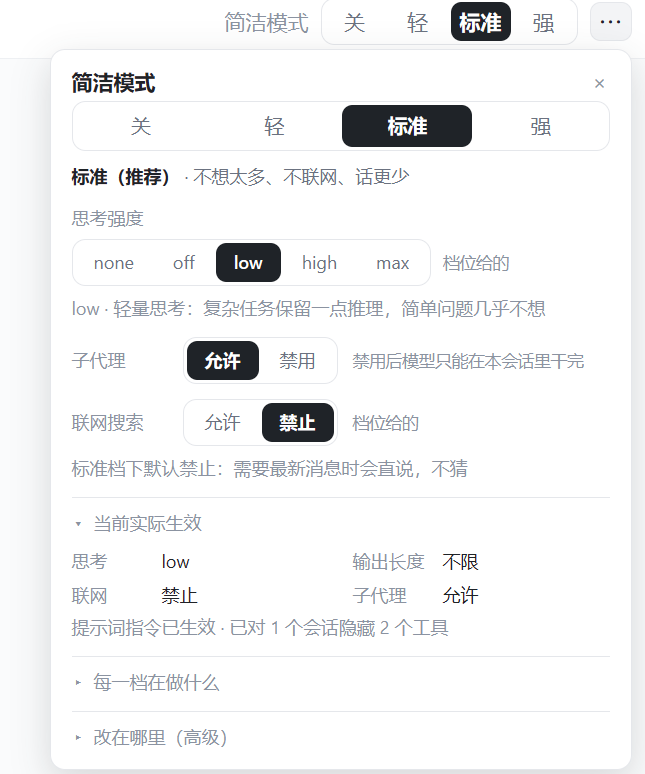 简洁模式 关 轻 标准 强 ···
简洁模式 ×
关 轻 标准 强
标准（推荐） · 不想太多、不联网、话更少
思考强度
none off low high max 档位给的
low · 轻量思考：复杂任务保留一点推理，简单问题几乎不想
子代理 允许 禁用 禁用后模型只能在本会话里干完
联网搜索 允许 禁止 档位给的
标准档下默认禁止：需要最新消息时会直说，不猜
当前实际生效
思考 low 输出长度 不限
联网 禁止 子代理 允许
提示词指令已生效 · 已对 1 个会话隐藏 2 个工具
每一档在做什么
改在哪里（高级）